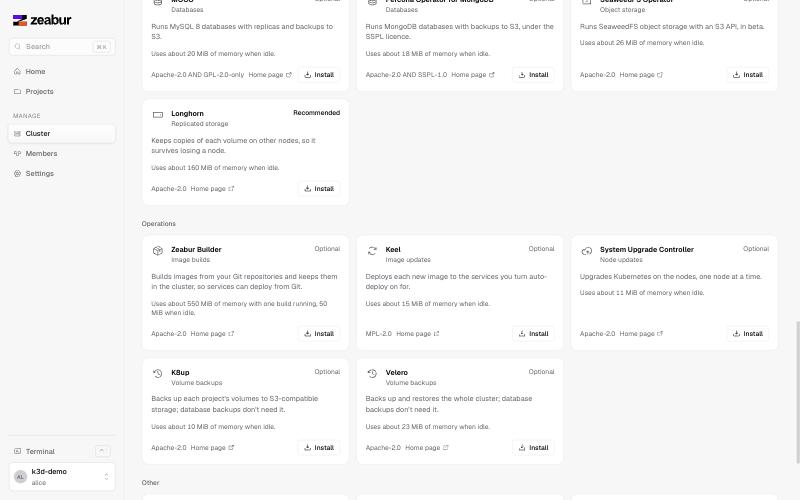 zeabur
Search
⌘K
Home
Projects
MANAGE
Cluster
Members
Settings
Terminal
AL
k3d-demo
alice
Databases
Runs MySQL 8 databases with replicas and backups to
S3.
Uses about 20 MiB of memory when idle.
Apache-2.0 AND GPL-2.0-only Home page
Install
Percona Operator for MongoDB
Databases
Runs MongoDB databases with backups to S3, under the
SSPL licence.
Uses about 18 MiB of memory when idle.
Apache-2.0 AND SSPL-1.0 Home page
Install
Object storage
Runs SeaweedFS object storage with an S3 API, in beta.
Uses about 26 MiB of memory when idle.
Apache-2.0 Home page
Install
Longhorn
Recommended
Replicated storage
Keeps copies of each volume on other nodes, so it
survives losing a node.
Uses about 160 MiB of memory when idle.
Apache-2.0 Home page
Install
Operations
Zeabur Builder
Optional
Image builds
Builds images from your Git repositories and keeps them
in the cluster, so services can deploy from Git.
Uses about 550 MiB of memory with one build running, 50
MiB when idle.
Apache-2.0 Home page
Install
Keel
Optional
Image updates
Deploys each new image to the services you turn auto-
deploy on for.
Uses about 15 MiB of memory when idle.
MPL-2.0 Home page
Install
System Upgrade Controller
Optional
Node updates
Upgrades Kubernetes on the nodes, one node at a time.
Uses about 11 MiB of memory when idle.
Apache-2.0 Home page
Install
K8up
Optional
Volume backups
Backs up each project's volumes to S3-compatible
storage; database backups don't need it.
Uses about 10 MiB of memory when idle.
Apache-2.0 Home page
Install
Velero
Optional
Volume backups
Backs up and restores the whole cluster; database
backups don't need it.
Uses about 23 MiB of memory when idle.
Apache-2.0 Home page
Install
Other